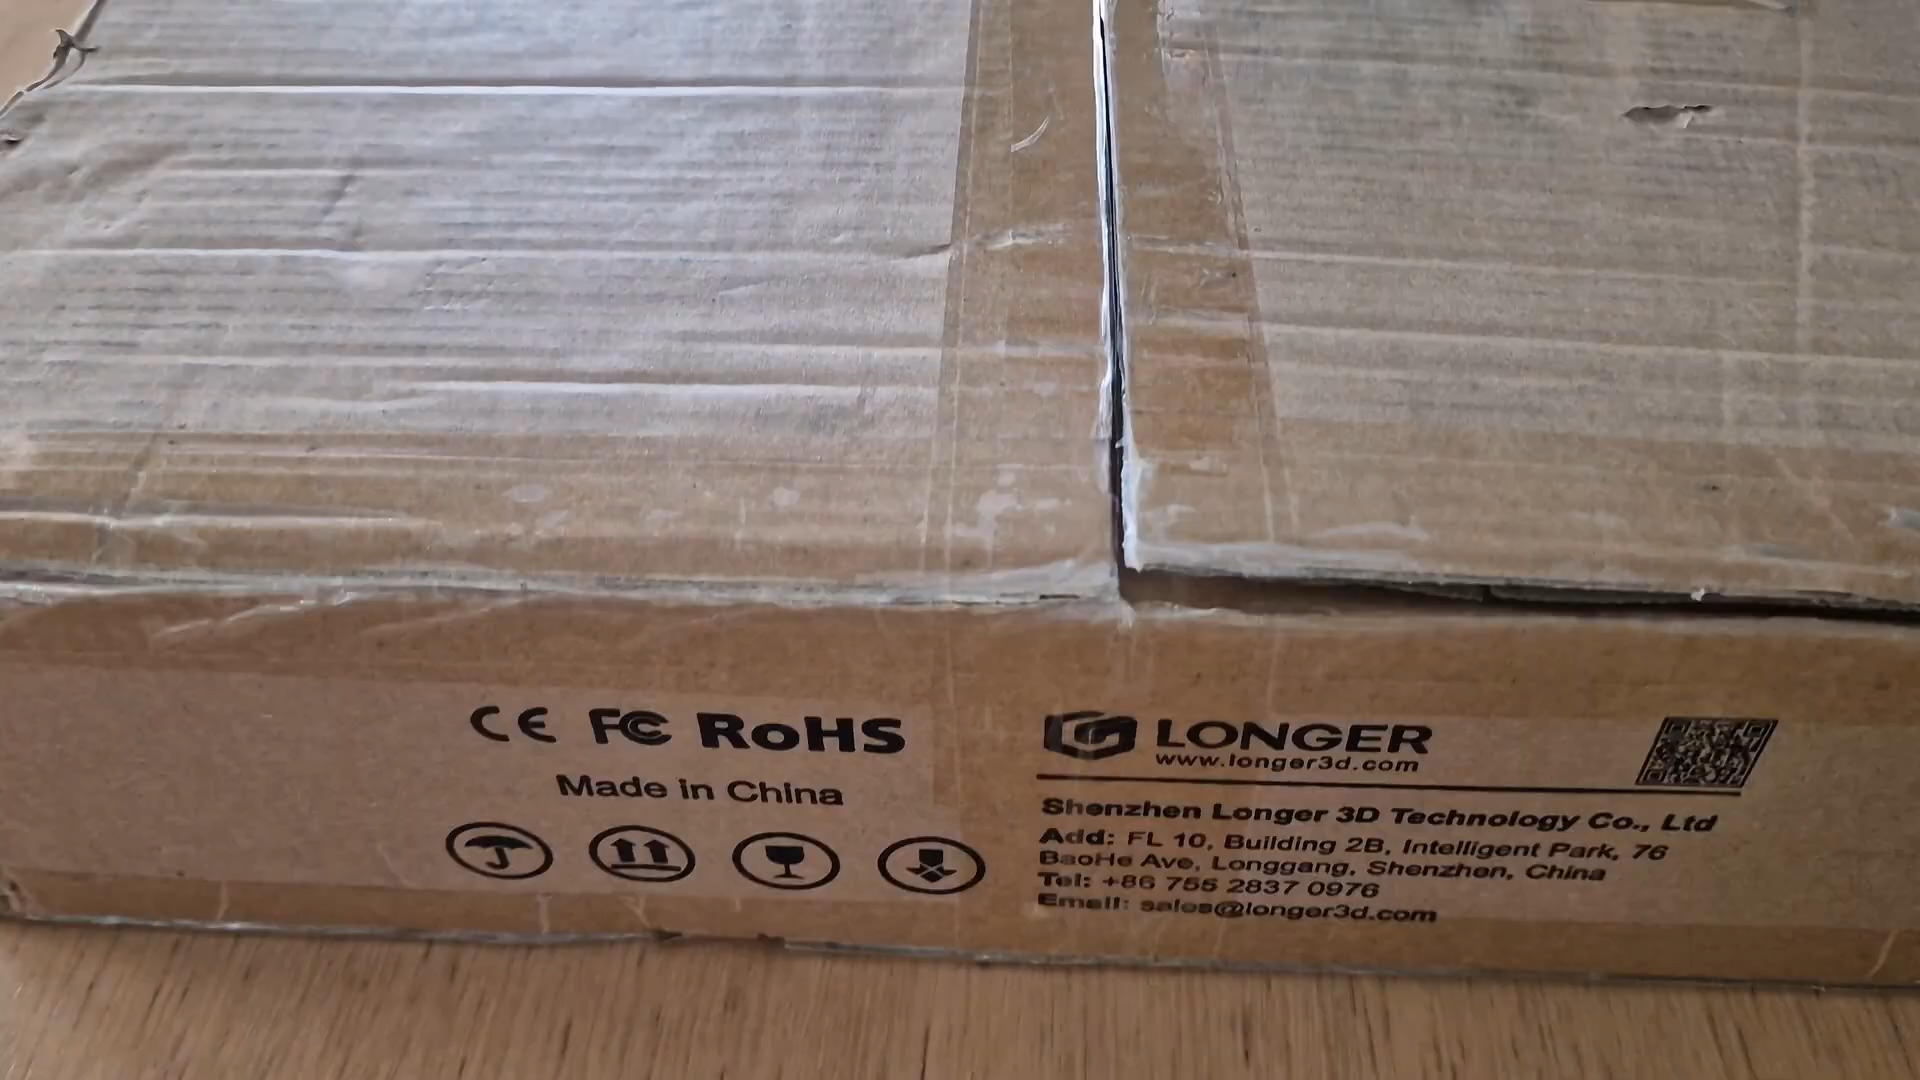 CE FC RoHS
Made in China
LONGER
www.longer3d.com
Shenzhen Longer 3D Technology Co., Ltd
Add: FL 10, Building 2B, Intelligent Park, 76
BaoHe Ave, Longgang, Shenzhen, China
Tel: +86 755 2837 0976
Email: sales@longer3d.com